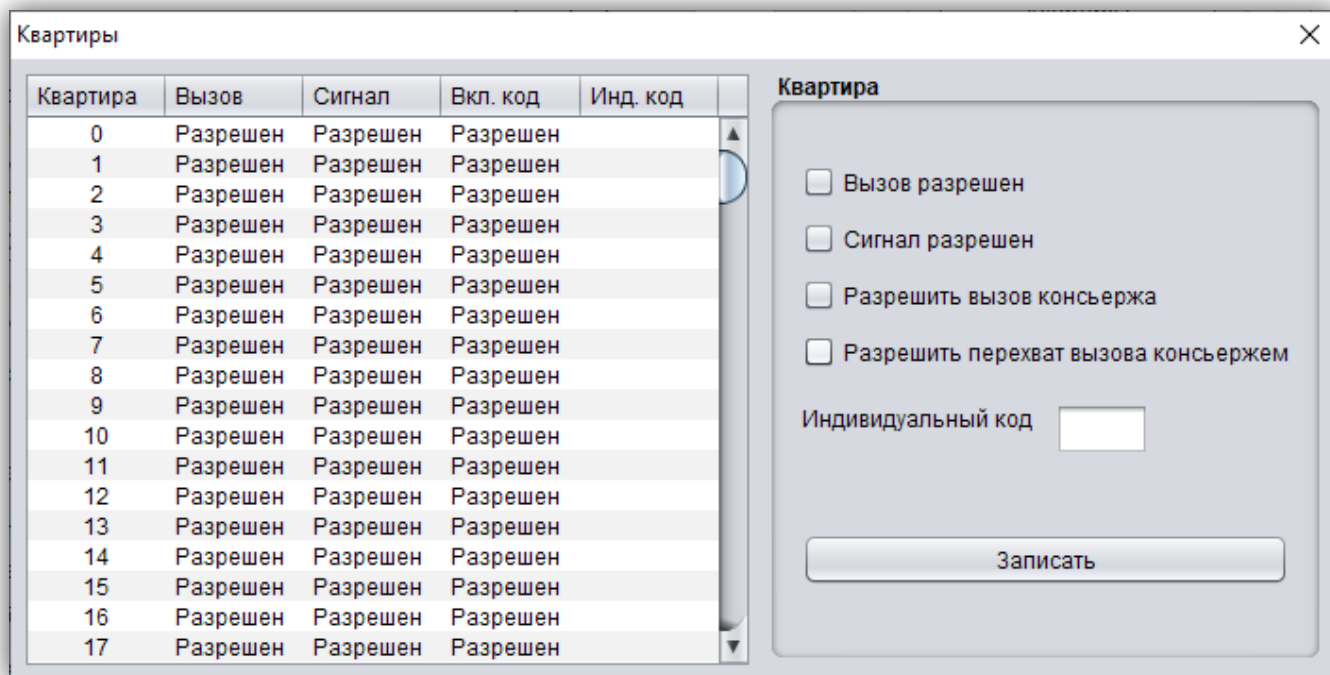 Квартиры
Квартира Вызов Сигнал Вкл. код Инд. код
0 Разрешен Разрешен Разрешен
1 Разрешен Разрешен Разрешен
2 Разрешен Разрешен Разрешен
3 Разрешен Разрешен Разрешен
4 Разрешен Разрешен Разрешен
5 Разрешен Разрешен Разрешен
6 Разрешен Разрешен Разрешен
7 Разрешен Разрешен Разрешен
8 Разрешен Разрешен Разрешен
9 Разрешен Разрешен Разрешен
10 Разрешен Разрешен Разрешен
11 Разрешен Разрешен Разрешен
12 Разрешен Разрешен Разрешен
13 Разрешен Разрешен Разрешен
14 Разрешен Разрешен Разрешен
15 Разрешен Разрешен Разрешен
16 Разрешен Разрешен Разрешен
17 Разрешен Разрешен Разрешен
Квартира
Вызов разрешен
Сигнал разрешен
Разрешить вызов консьержа
Разрешить перехват вызова консьержем
Индивидуальный код
Записать